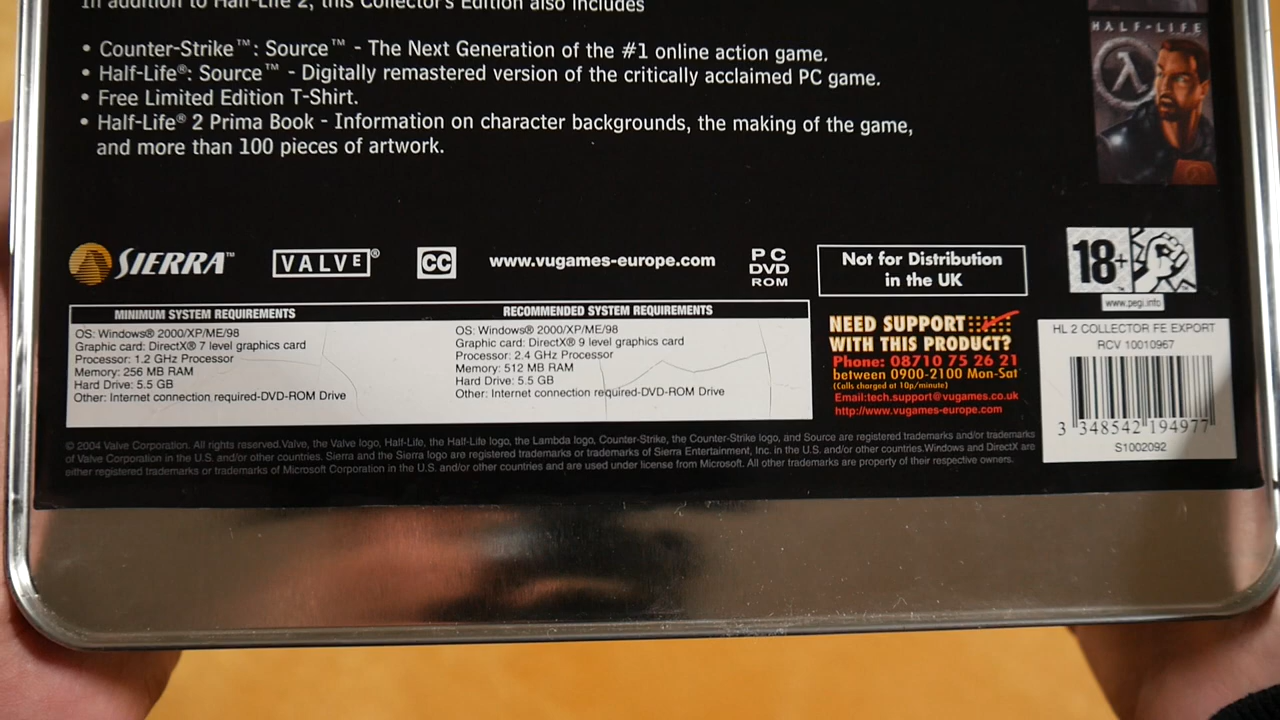 In addition to Half-Life 2, this Collector's Edition also includes
• Counter-Strike™: Source™ - The Next Generation of the #1 online action game.
• Half-Life®: Source™ - Digitally remastered version of the critically acclaimed PC game.
• Free Limited Edition T-Shirt.
• Half-Life® 2 Prima Book - Information on character backgrounds, the making of the game,
and more than 100 pieces of artwork.
HALF-LIFE
λ
SIERRA™
VALVE®
CC
www.vugames-europe.com
PC
DVD
ROM
Not for Distribution
in the UK
18+
www.pegi.info
MINIMUM SYSTEM REQUIREMENTS
OS: Windows® 2000/XP/ME/98
Graphic card: DirectX® 7 level graphics card
Processor: 1.2 GHz Processor
Memory: 256 MB RAM
Hard Drive: 5.5 GB
Other: Internet connection required-DVD-ROM Drive
RECOMMENDED SYSTEM REQUIREMENTS
OS: Windows® 2000/XP/ME/98
Graphic card: DirectX® 9 level graphics card
Processor: 2.4 GHz Processor
Memory: 512 MB RAM
Hard Drive: 5.5 GB
Other: Internet connection required-DVD-ROM Drive
NEED SUPPORT
WITH THIS PRODUCT?
Phone: 08710 75 26 21
between 0900-2100 Mon-Sat
(Calls charged at 10p/minute)
Email:tech.support@vugames.co.uk
http://www.vugames-europe.com
HL 2 COLLECTOR FE EXPORT
RCV 10010967
3 348542 194977
S1002092
© 2004 Valve Corporation. All rights reserved.Valve, the Valve logo, Half-Life, the Half-Life logo, the Lambda logo, Counter-Strike, the Counter-Strike logo, and Source are registered trademarks and/or trademarks
of Valve Corporation in the U.S. and/or other countries. Sierra and the Sierra logo are registered trademarks or trademarks of Sierra Entertainment, Inc. in the U.S. and/or other countries.Windows and DirectX are
either registered trademarks or trademarks of Microsoft Corporation in the U.S. and/or other countries and are used under license from Microsoft. All other trademarks are property of their respective owners.